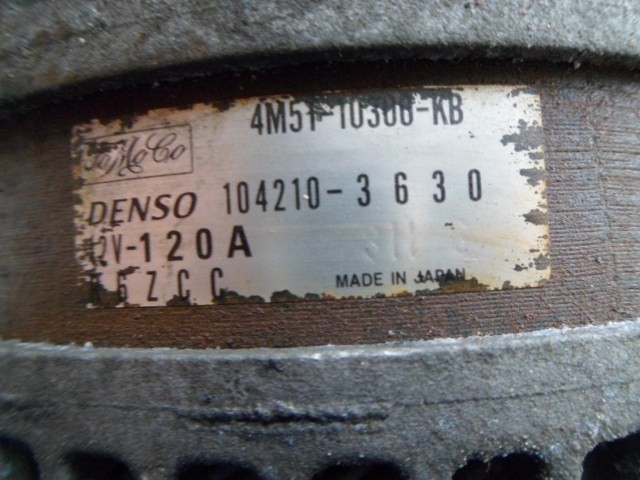 4M5T-10300-KB
FoMoCo
DENSO 104210-3630
12V-120A
MADE IN JAPAN